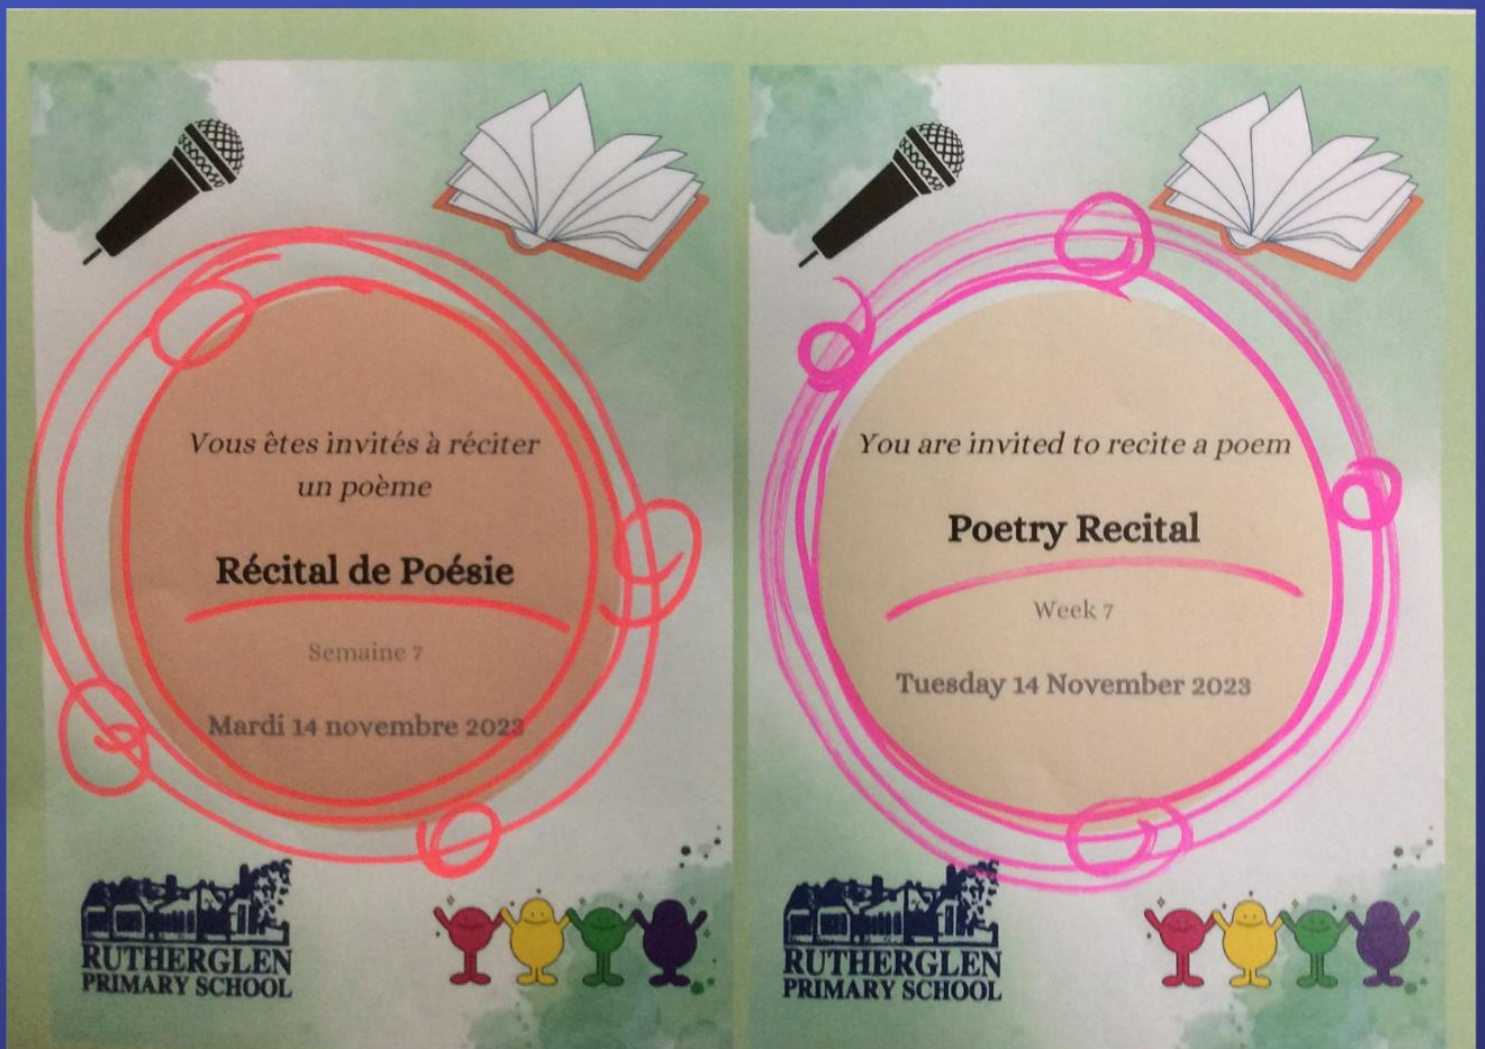 Vous êtes invités à réciter
un poème
Récital de Poésie
Semaine 7
Mardi 14 novembre 2023
RUTHERGLEN
PRIMARY SCHOOL
You are invited to recite a poem
Poetry Recital
Week 7
Tuesday 14 November 2023
RUTHERGLEN
PRIMARY SCHOOL